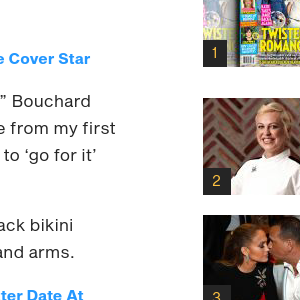 e Cover Star
” Bouchard
e from my first
to ‘go for it’
ack bikini
and arms.
ter Date At
1
TWISTE
ROMANC
2
3